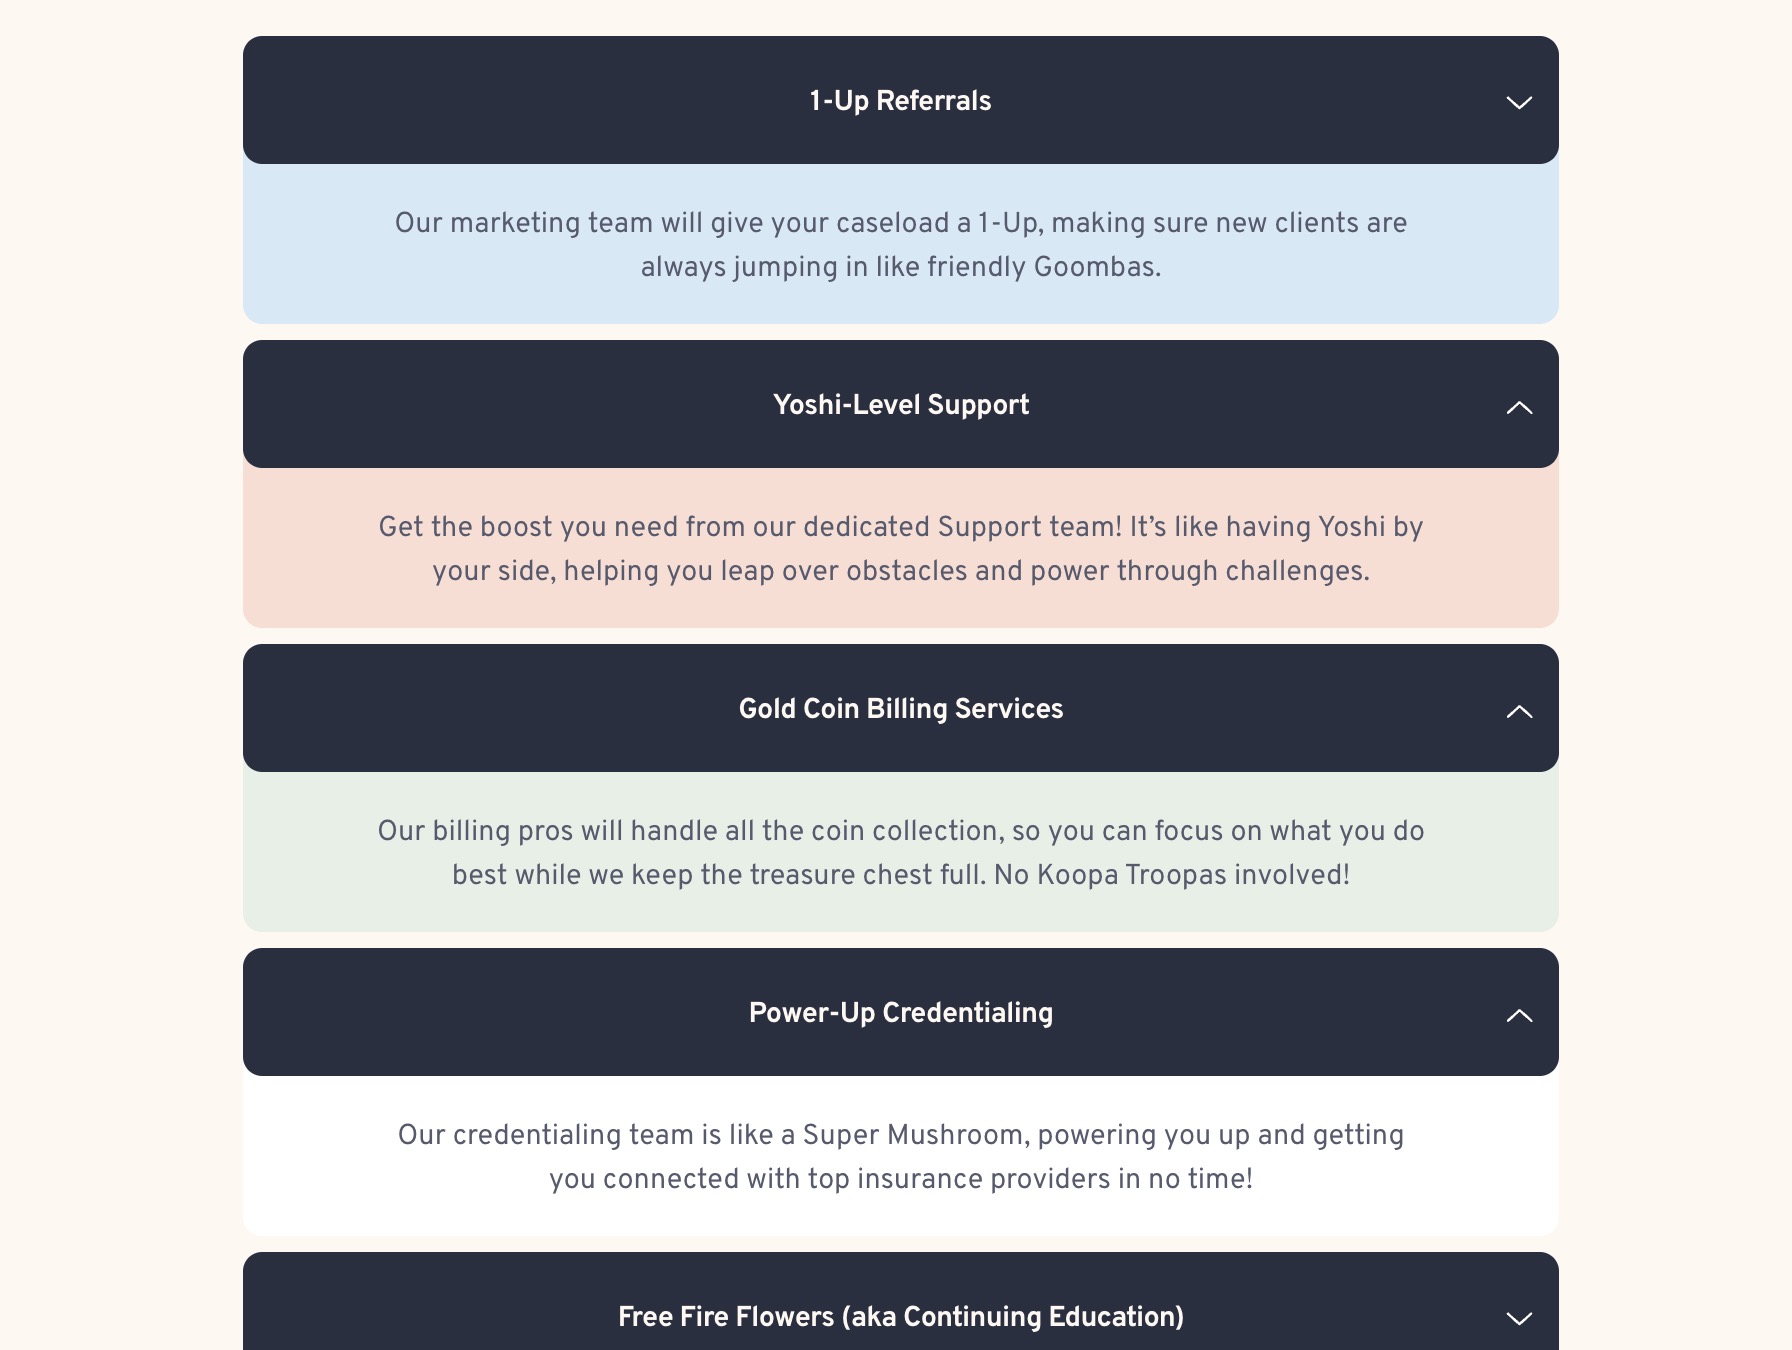 1-Up Referrals
Our marketing team will give your caseload a 1-Up, making sure new clients are
always jumping in like friendly Goombas.
Yoshi-Level Support
Get the boost you need from our dedicated Support team! It’s like having Yoshi by
your side, helping you leap over obstacles and power through challenges.
Gold Coin Billing Services
Our billing pros will handle all the coin collection, so you can focus on what you do
best while we keep the treasure chest full. No Koopa Troopas involved!
Power-Up Credentialing
Our credentialing team is like a Super Mushroom, powering you up and getting
you connected with top insurance providers in no time!
Free Fire Flowers (aka Continuing Education)